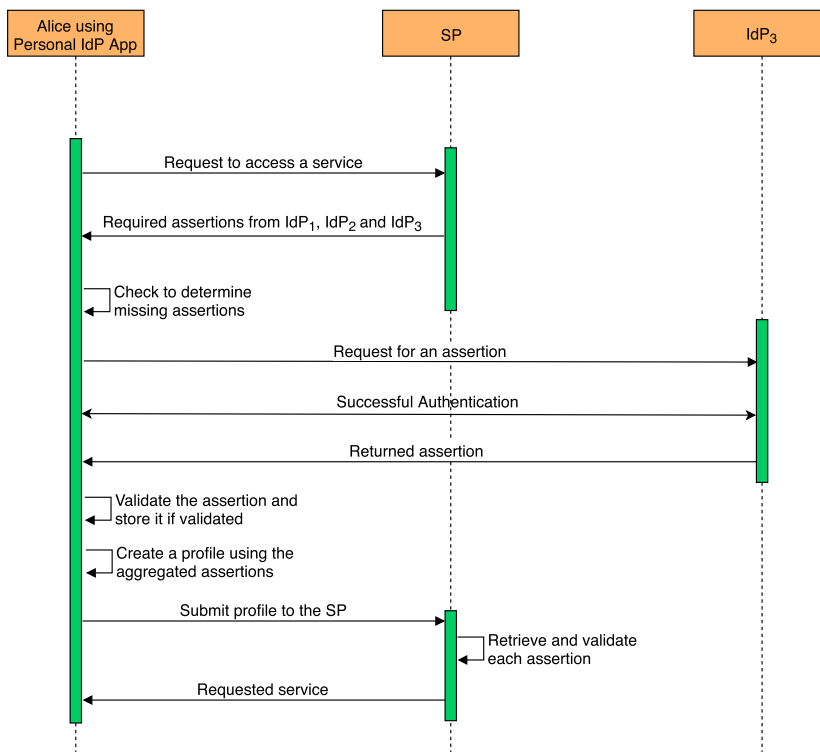 Alice using
Personal IdP App
SP
IdP3
Request to access a service
Required assertions from IdP1, IdP2 and IdP3
Check to determine
missing assertions
Request for an assertion
Successful Authentication
Returned assertion
Validate the assertion and
store it if validated
Create a profile using the
aggregated assertions
Submit profile to the SP
Retrieve and validate
each assertion
Requested service